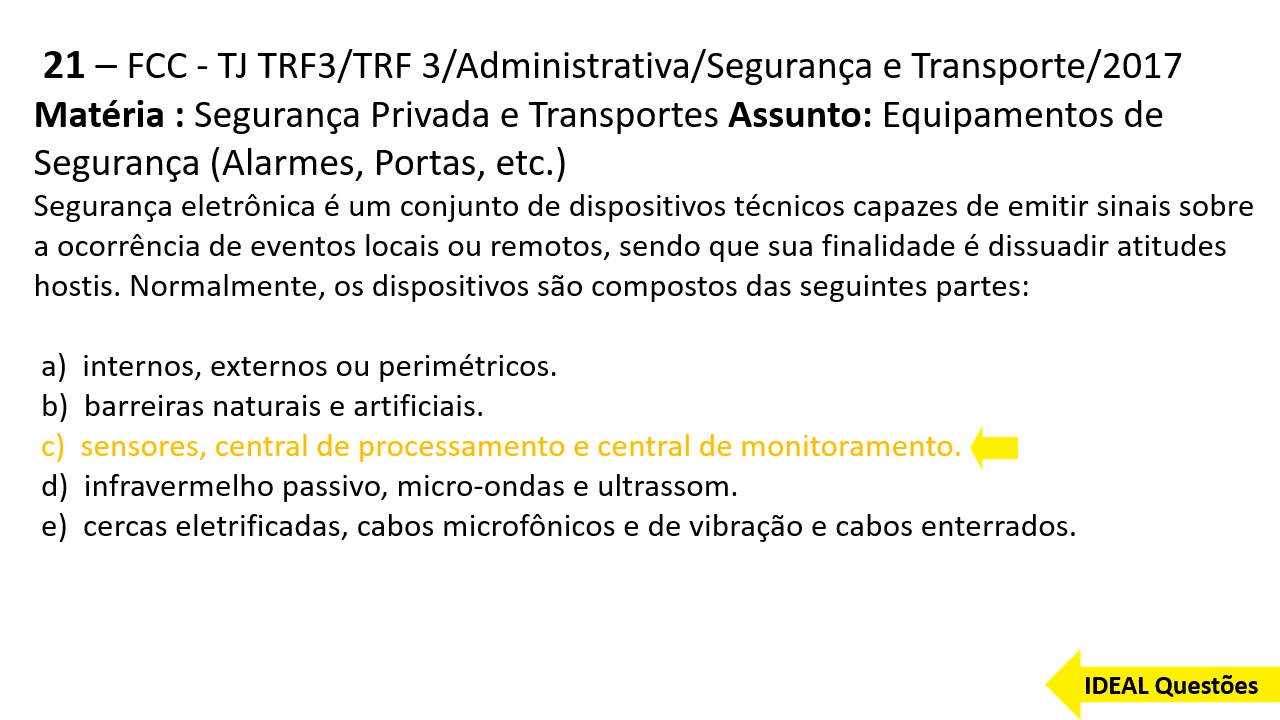 21 – FCC - TJ TRF3/TRF 3/Administrativa/Segurança e Transporte/2017
Matéria : Segurança Privada e Transportes Assunto: Equipamentos de
Segurança (Alarmes, Portas, etc.)
Segurança eletrônica é um conjunto de dispositivos técnicos capazes de emitir sinais sobre
a ocorrência de eventos locais ou remotos, sendo que sua finalidade é dissuadir atitudes
hostis. Normalmente, os dispositivos são compostos das seguintes partes:
a) internos, externos ou perimétricos.
b) barreiras naturais e artificiais.
c) sensores, central de processamento e central de monitoramento.
d) infravermelho passivo, micro-ondas e ultrassom.
e) cercas eletrificadas, cabos microfônicos e de vibração e cabos enterrados.
IDEAL Questões